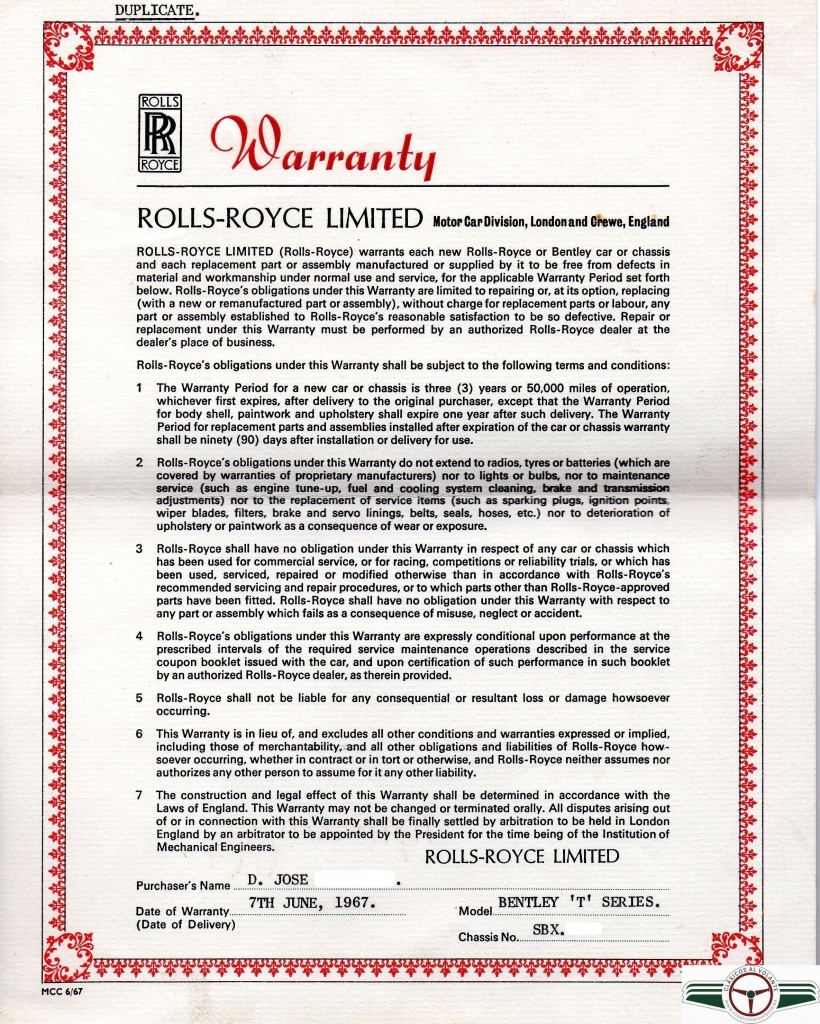 DUPLICATE.
ROLLS
RR
ROYCE
Warranty
ROLLS-ROYCE LIMITED Motor Car Division, London and Crewe, England
ROLLS-ROYCE LIMITED (Rolls-Royce) warrants each new Rolls-Royce or Bentley car or chassis
and each replacement part or assembly manufactured or supplied by it to be free from defects in
material and workmanship under normal use and service, for the applicable Warranty Period set forth
below. Rolls-Royce's obligations under this Warranty are limited to repairing or, at its option, replacing
(with a new or remanufactured part or assembly), without charge for replacement parts or labour, any
part or assembly established to Rolls-Royce's reasonable satisfaction to be so defective. Repair or
replacement under this Warranty must be performed by an authorized Rolls-Royce dealer at the
dealer's place of business.
Rolls-Royce's obligations under this Warranty shall be subject to the following terms and conditions:
1 The Warranty Period for a new car or chassis is three (3) years or 50,000 miles of operation,
whichever first expires, after delivery to the original purchaser, except that the Warranty Period
for body shell, paintwork and upholstery shall expire one year after such delivery. The Warranty
Period for replacement parts and assemblies installed after expiration of the car or chassis warranty
shall be ninety (90) days after installation or delivery for use.
2 Rolls-Royce's obligations under this Warranty do not extend to radios, tyres or batteries (which are
covered by warranties of proprietary manufacturers) nor to lights or bulbs, nor to maintenance
service (such as engine tune-up, fuel and cooling system cleaning, brake and transmission
adjustments) nor to the replacement of service items (such as sparking plugs, ignition points,
wiper blades, filters, brake and servo linings, belts, seals, hoses, etc.) nor to deterioration of
upholstery or paintwork as a consequence of wear or exposure.
3 Rolls-Royce shall have no obligation under this Warranty in respect of any car or chassis which
has been used for commercial service, or for racing, competitions or reliability trials, or which has
been used, serviced, repaired or modified otherwise than in accordance with Rolls-Royce's
recommended servicing and repair procedures, or to which parts other than Rolls-Royce-approved
parts have been fitted. Rolls-Royce shall have no obligation under this Warranty with respect to
any part or assembly which fails as a consequence of misuse, neglect or accident.
4 Rolls-Royce's obligations under this Warranty are expressly conditional upon performance at the
prescribed intervals of the required service maintenance operations described in the service
coupon booklet issued with the car, and upon certification of such performance in such booklet
by an authorized Rolls-Royce dealer, as therein provided.
5 Rolls-Royce shall not be liable for any consequential or resultant loss or damage howsoever
occurring.
6 This Warranty is in lieu of, and excludes all other conditions and warranties expressed or implied,
including those of merchantability, and all other obligations and liabilities of Rolls-Royce how-
soever occurring, whether in contract or in tort or otherwise, and Rolls-Royce neither assumes nor
authorizes any other person to assume for it any other liability.
7 The construction and legal effect of this Warranty shall be determined in accordance with the
Laws of England. This Warranty may not be changed or terminated orally. All disputes arising out
of or in connection with this Warranty shall be finally settled by arbitration to be held in London
England by an arbitrator to be appointed by the President for the time being of the Institution of
Mechanical Engineers.
ROLLS-ROYCE LIMITED
Purchaser's Name D. JOSE .
Date of Warranty 7TH JUNE, 1967.
(Date of Delivery)
Model BENTLEY 'T' SERIES.
Chassis No. SBX.
MCC 6/67
CLÁSICOS AL VOLANTE